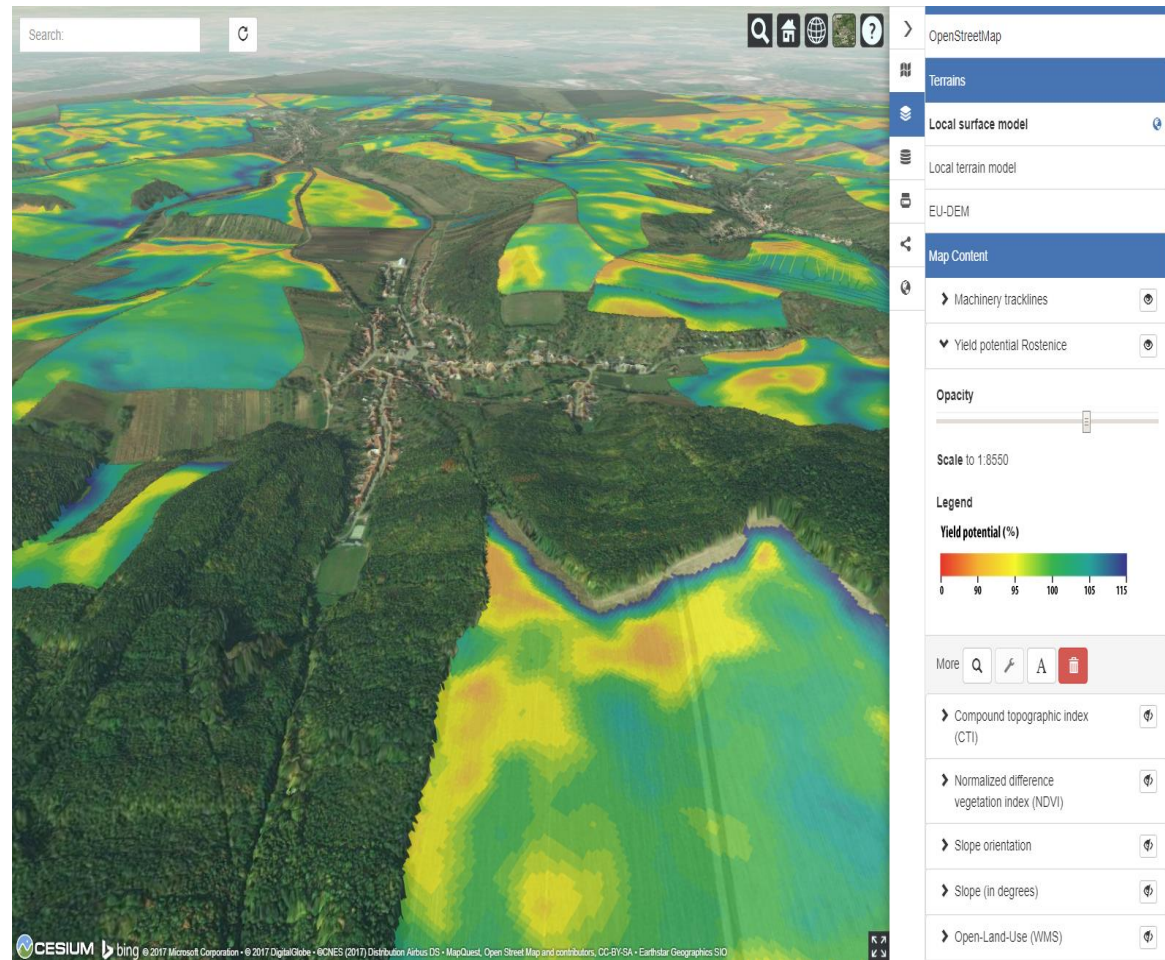 Search:
OpenStreetMap
Terrains
Local surface model
Local terrain model
EU-DEM
Map Content
Machinery tracklines
Yield potential Rostenice
Opacity
Scale to 1:8550
Legend
Yield potential (%)
0 90 95 100 105 115
More A
Compound topographic index
(CTI)
Normalized difference
vegetation index (NDVI)
Slope orientation
Slope (in degrees)
Open-Land-Use (WMS)
CESIUM bing © 2017 Microsoft Corporation • © 2017 DigitalGlobe • ©CNES (2017) Distribution Airbus DS • MapQuest, Open Street Map and contributors, CC-BY-SA • Earthstar Geographics SIO